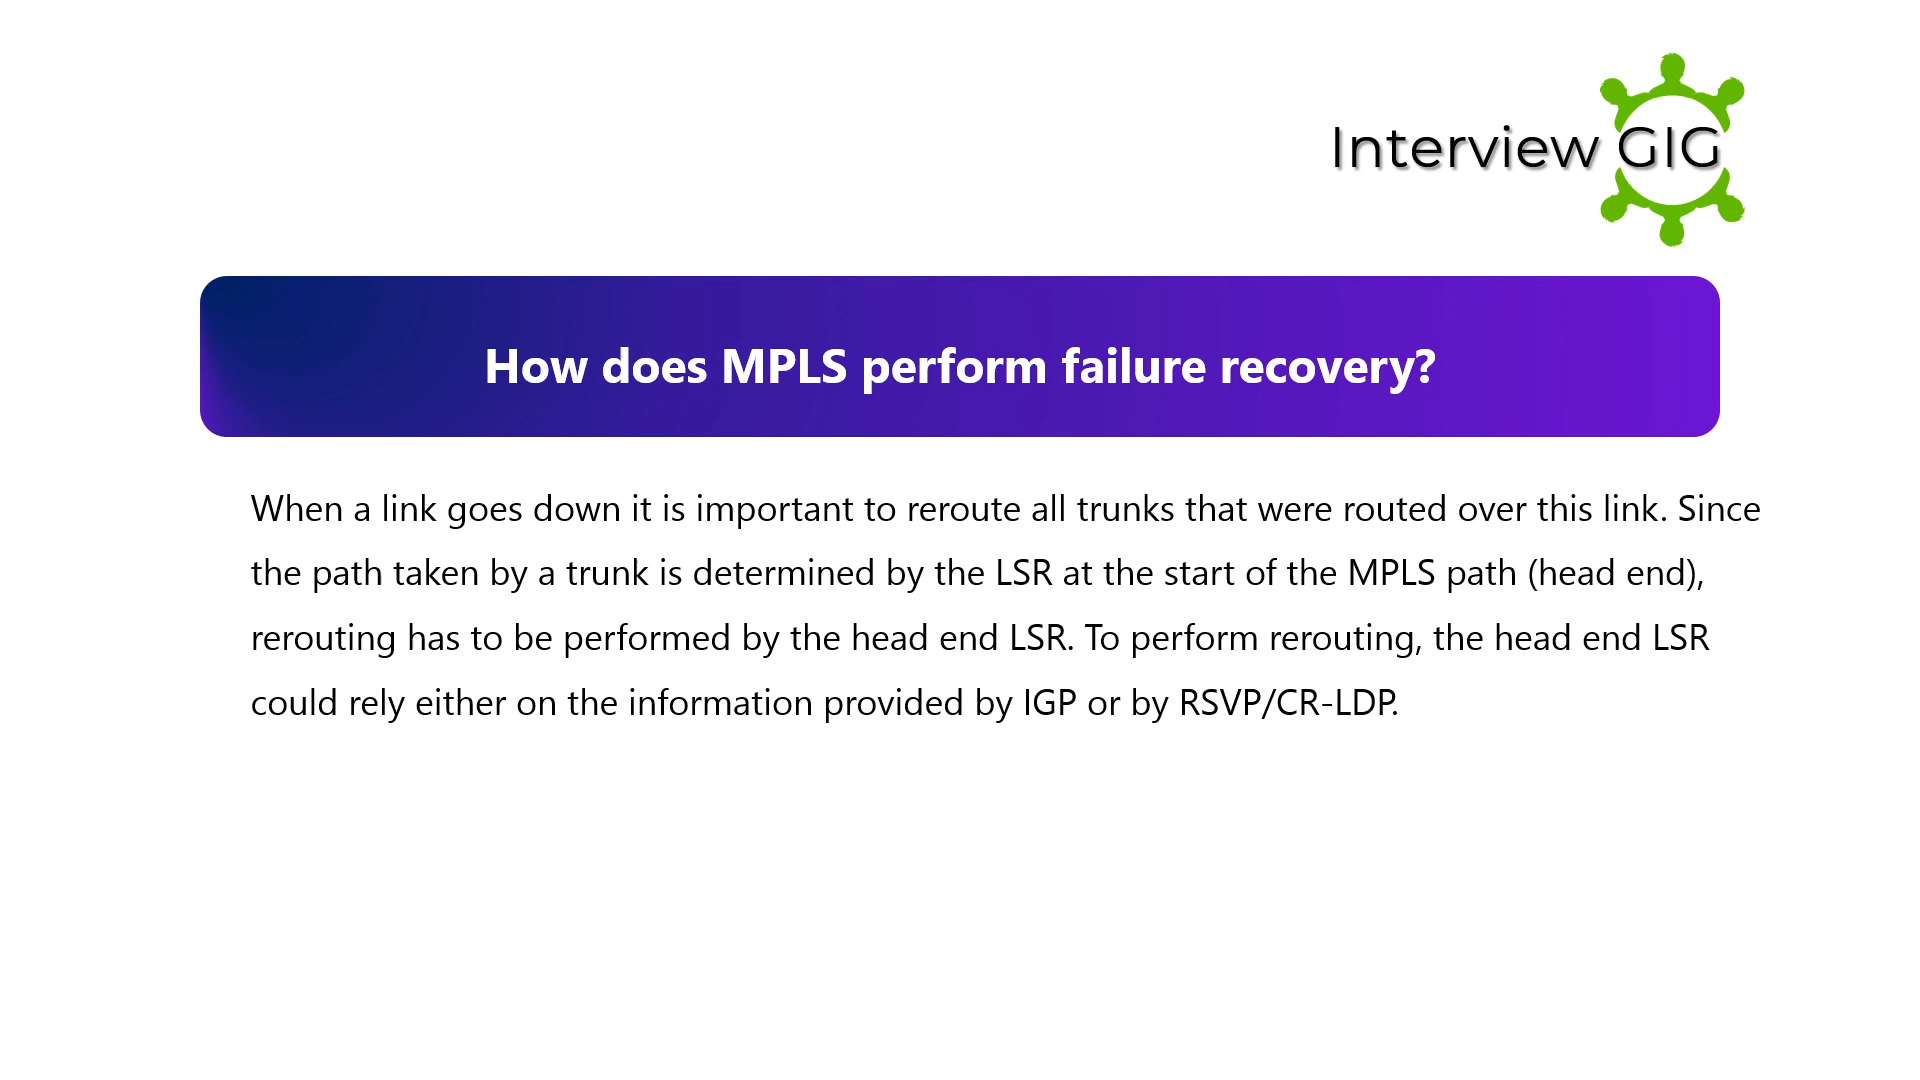 Interview GIG
How does MPLS perform failure recovery?
When a link goes down it is important to reroute all trunks that were routed over this link. Since
the path taken by a trunk is determined by the LSR at the start of the MPLS path (head end),
rerouting has to be performed by the head end LSR. To perform rerouting, the head end LSR
could rely either on the information provided by IGP or by RSVP/CR-LDP.